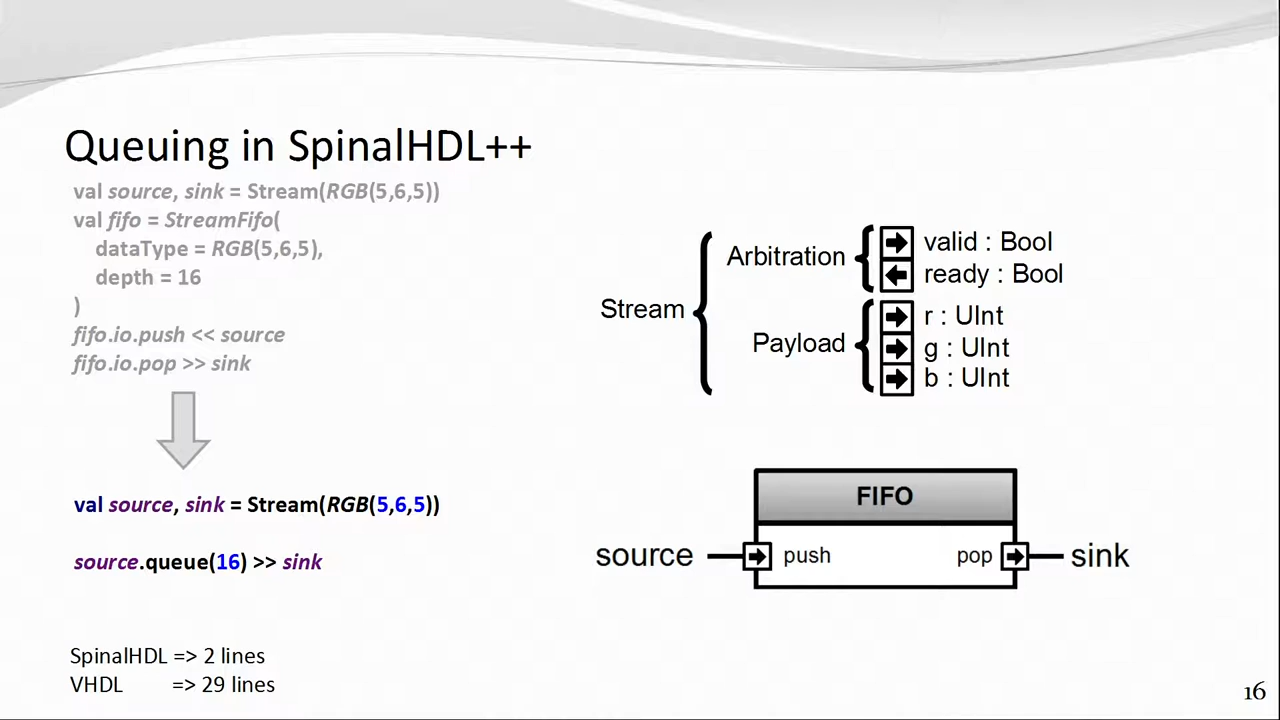 Queuing in SpinalHDL++
val source, sink = Stream(RGB(5,6,5))
val fifo = StreamFifo(
dataType = RGB(5,6,5),
depth = 16
)
fifo.io.push << source
fifo.io.pop >> sink
val source, sink = Stream(RGB(5,6,5))
source.queue(16) >> sink
SpinalHDL => 2 lines
VHDL => 29 lines
Stream
Arbitration
valid : Bool
ready : Bool
Payload
r : UInt
g : UInt
b : UInt
FIFO
source push pop sink
16